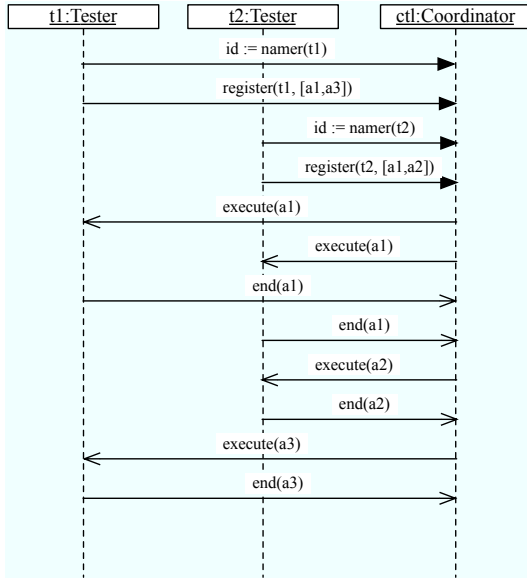 t1:Tester t2:Tester ctl:Coordinator
id := namer(t1)
register(t1, [a1,a3])
id := namer(t2)
register(t2, [a1,a2])
execute(a1)
execute(a1)
end(a1)
end(a1)
execute(a2)
end(a2)
execute(a3)
end(a3)